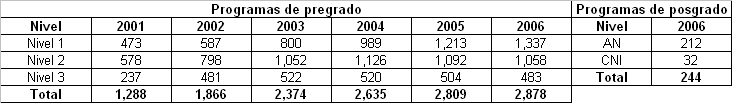 Programas de pregrado Programas de posgrado
Nivel 2001 2002 2003 2004 2005 2006 Nivel 2006
Nivel 1 473 587 800 989 1,213 1,337 AN 212
Nivel 2 578 798 1,052 1,126 1,092 1,058 CNI 32
Nivel 3 237 481 522 520 504 483 Total 244
Total 1,288 1,866 2,374 2,635 2,809 2,878